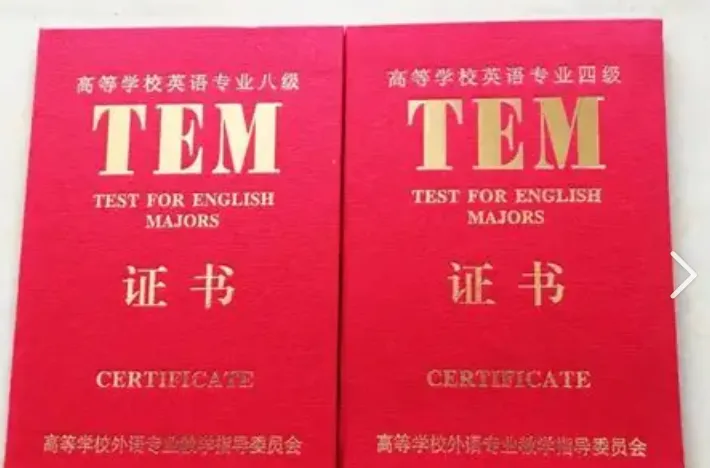 高等学校英语专业八级
TEM
TEST FOR ENGLISH
MAJORS
证书
CERTIFICATE
高等学校外语专业教学指导委员会
高等学校英语专业四级
TEM
TEST FOR ENGLISH
MAJORS
证书
CERTIFICATE
高等学校外语专业教学指导委员会